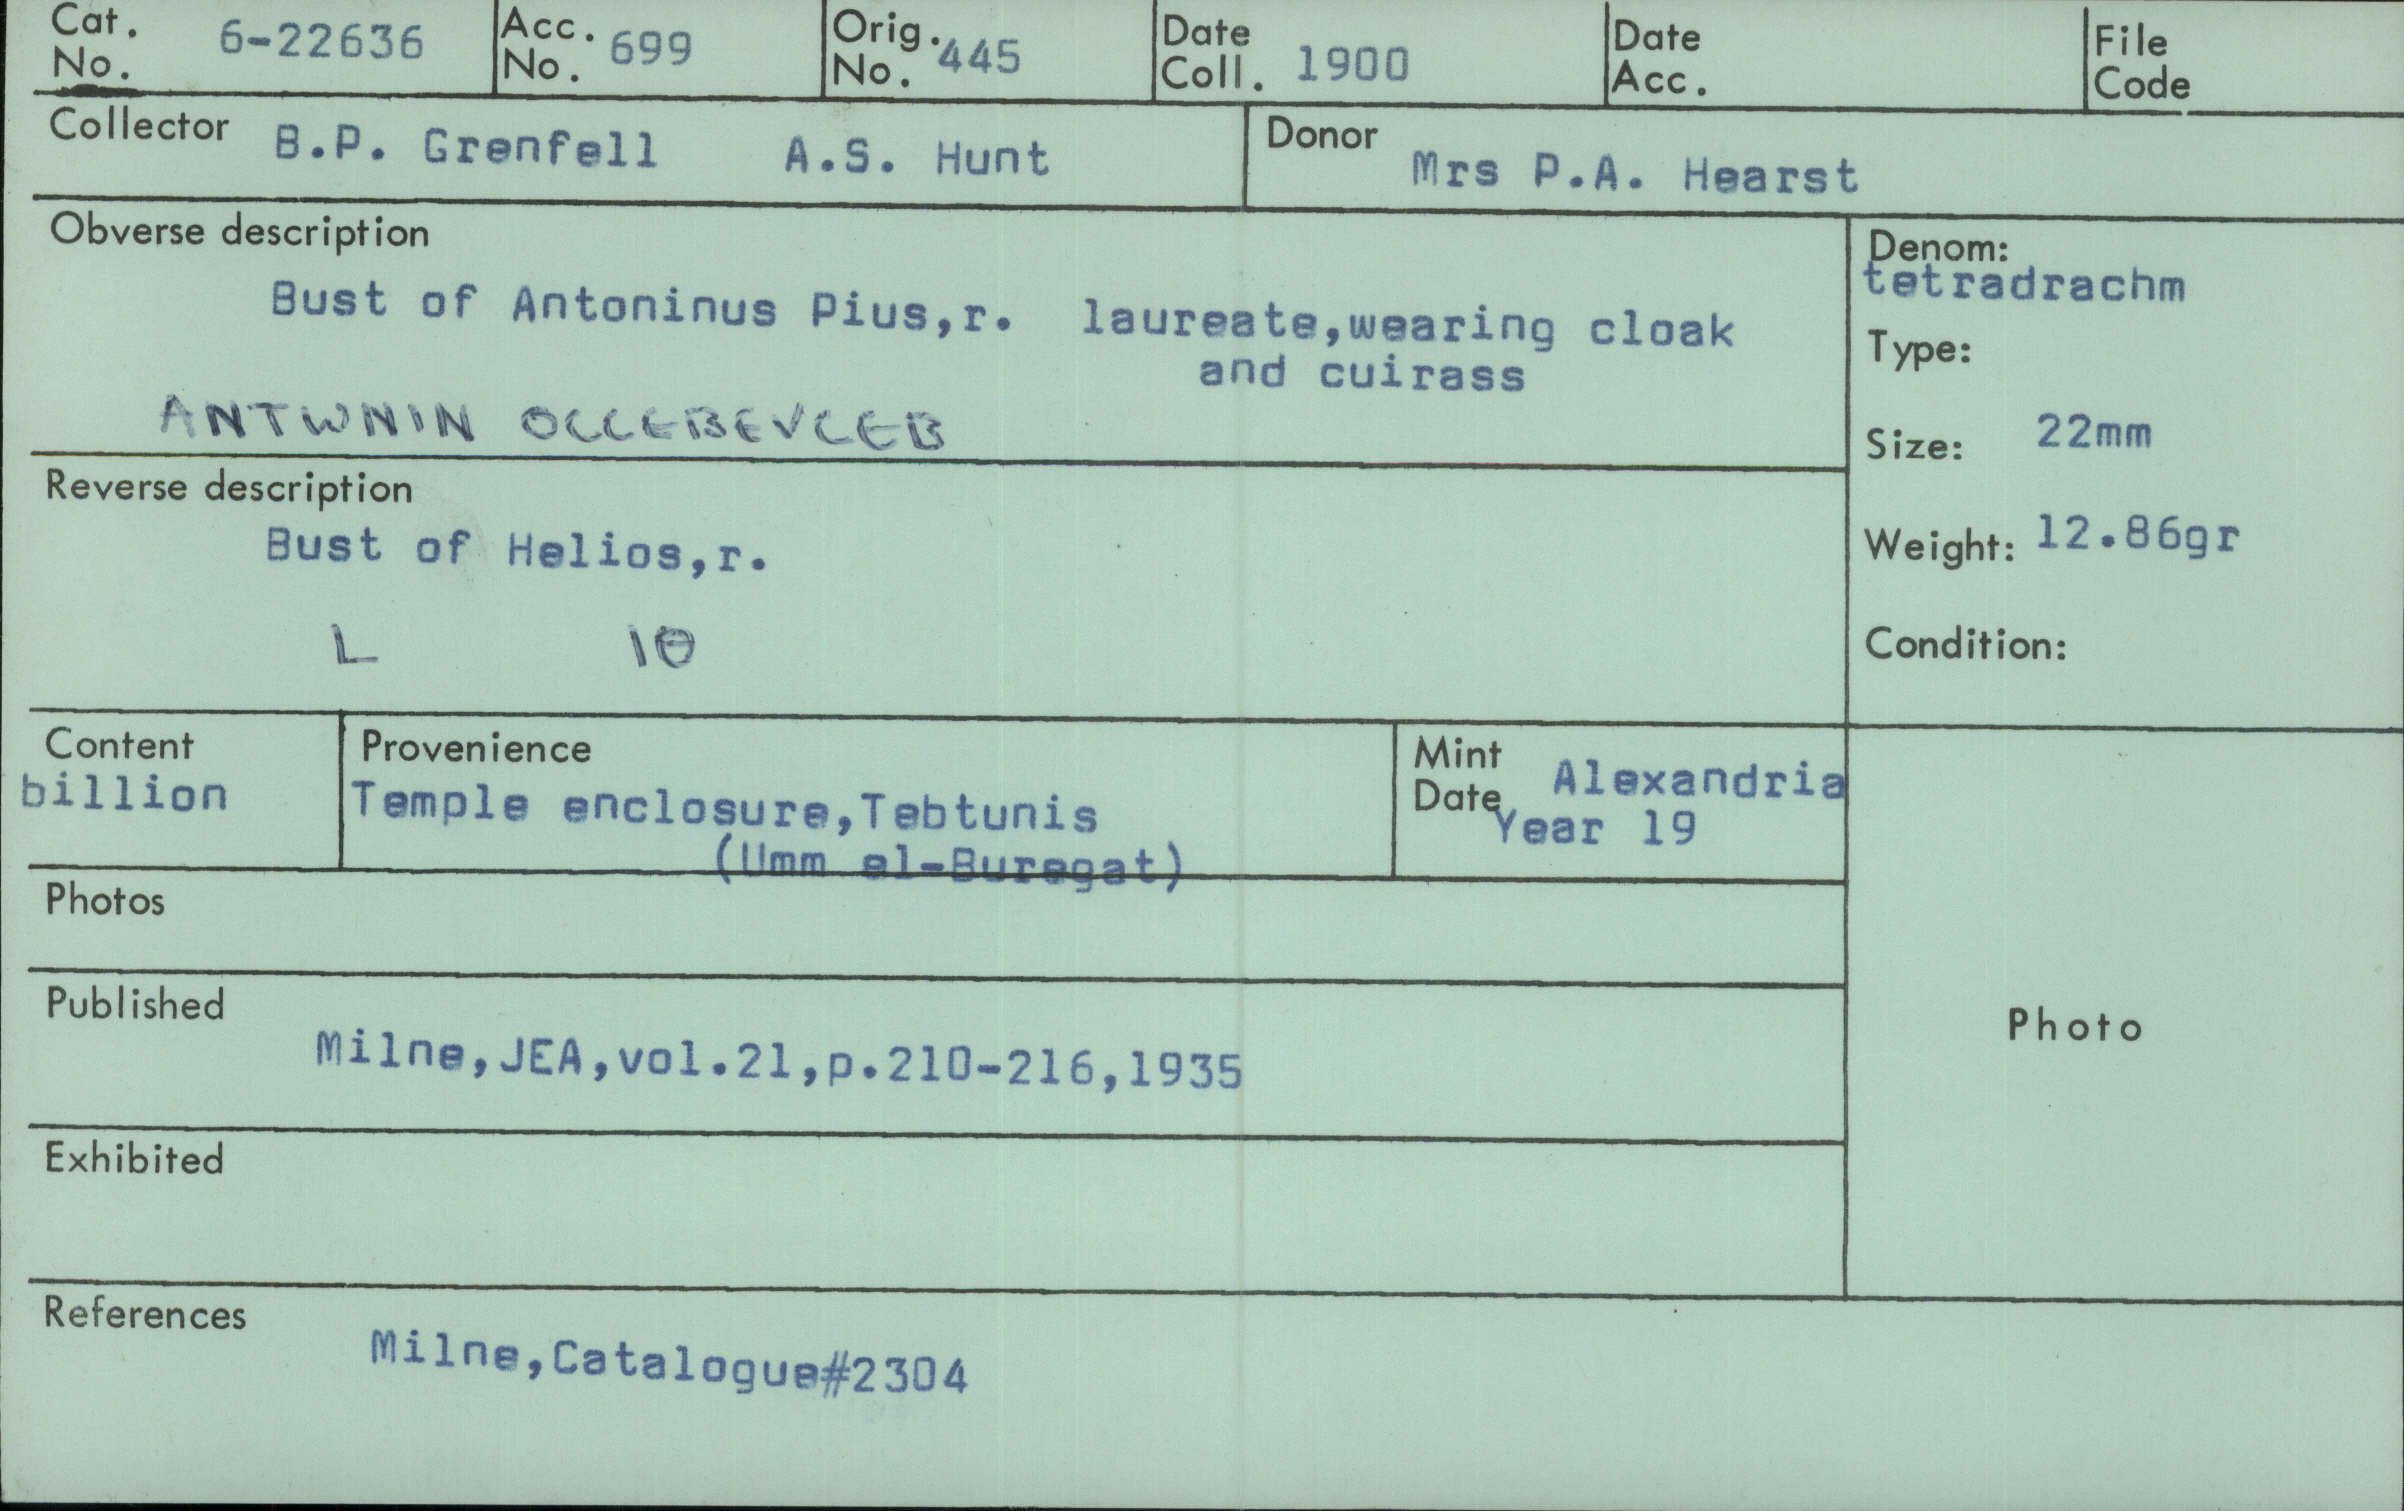 Cat. No. 6-22636
Acc. No. 699
Orig. No. 445
Date Coll. 1900
Date Acc.
File Code
Collector B.P. Grenfell A.S. Hunt
Donor Mrs P.A. Hearst
Obverse description
Bust of Antoninus Pius,r. laureate,wearing cloak
and cuirass
ANTWNIN OCCEBEVCEB
Denom:
tetradrachm
Type:
Size: 22mm
Weight: 12.86gr
Condition:
Reverse description
Bust of Helios,r.
L ΙΘ
Content
billion
Provenience
Temple enclosure,Tebtunis
(Umm el-Buregat)
Mint Alexandria
Date Year 19
Photos
Published
Milne,JEA,vol.21,p.210-216,1935
Photo
Exhibited
References
Milne,Catalogue#2304